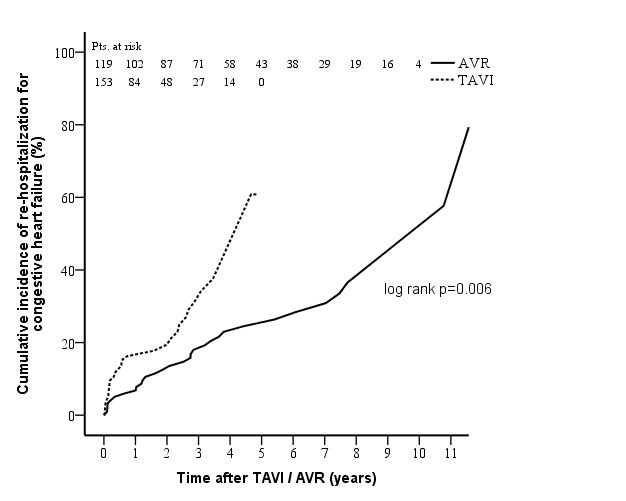 Cumulative incidence of re-hospitalization for
congestive heart failure (%)
Pts. at risk
119 102 87 71 58 43 38 29 19 16 4 AVR
153 84 48 27 14 0 TAVI
100
80
60
40
20
0
log rank p=0.006
0 1 2 3 4 5 6 7 8 9 10 11
Time after TAVI / AVR (years)